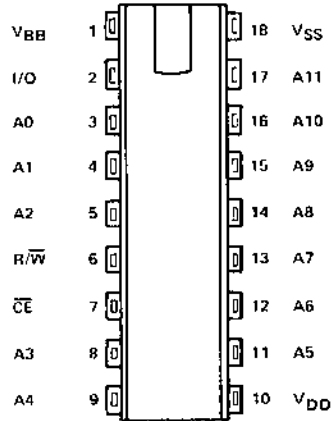 VBB 1 18 VSS
I/O 2 17 A11
A0 3 16 A10
A1 4 15 A9
A2 5 14 A8
R/W̅ 6 13 A7
C̅E̅ 7 12 A6
A3 8 11 A5
A4 9 10 VDD